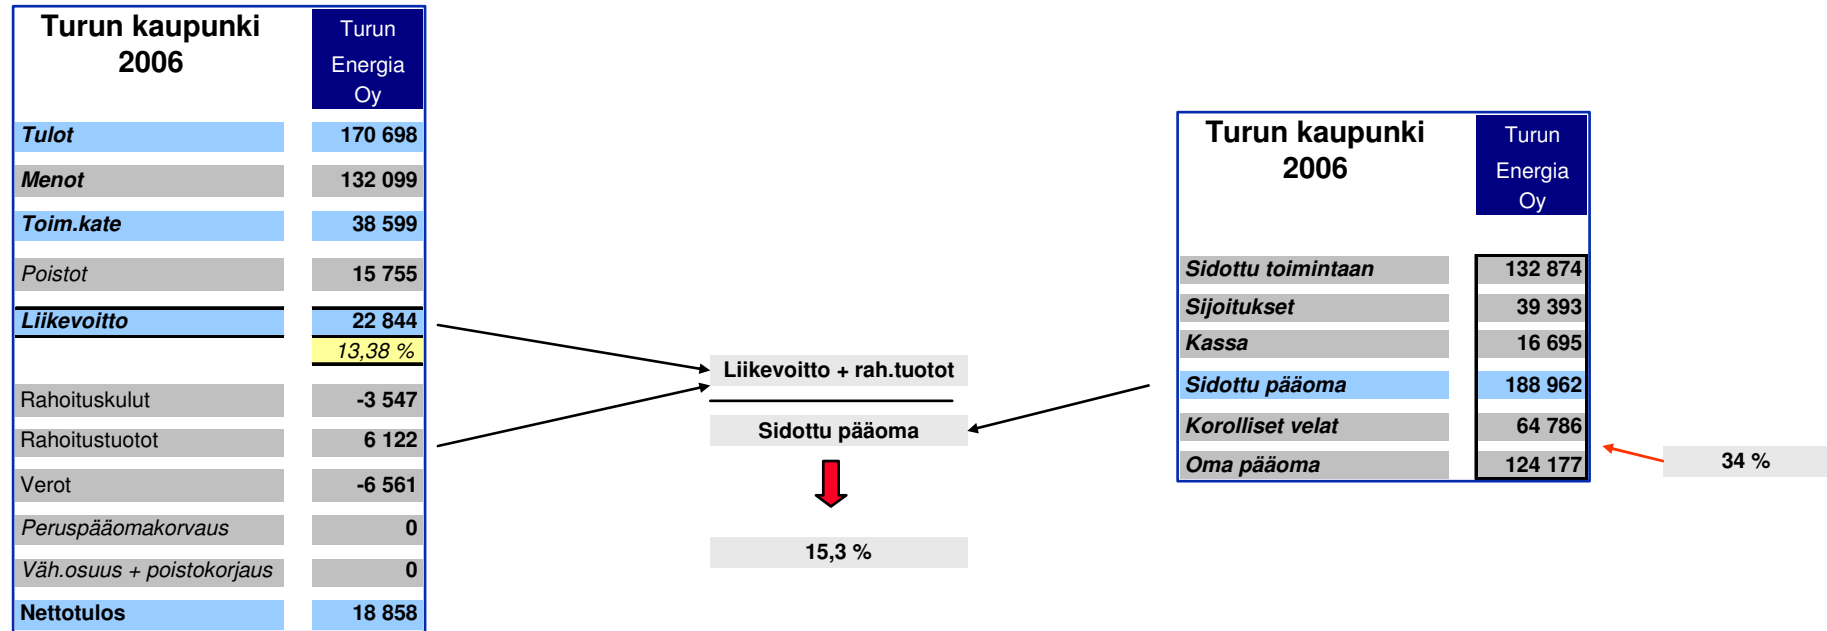 Turun kaupunki
2006
Turun
Energia
Oy
Tulot 170 698
Menot 132 099
Toim.kate 38 599
Poistot 15 755
Liikevoitto 22 844
13,38 %
Rahoituskulut -3 547
Rahoitustuotot 6 122
Verot -6 561
Peruspääomakorvaus 0
Väh.osuus + poistokorjaus 0
Nettotulos 18 858
Liikevoitto + rah.tuotot
Sidottu pääoma
15,3 %
Turun kaupunki
2006
Turun
Energia
Oy
Sidottu toimintaan 132 874
Sijoitukset 39 393
Kassa 16 695
Sidottu pääoma 188 962
Korolliset velat 64 786
Oma pääoma 124 177
34 %